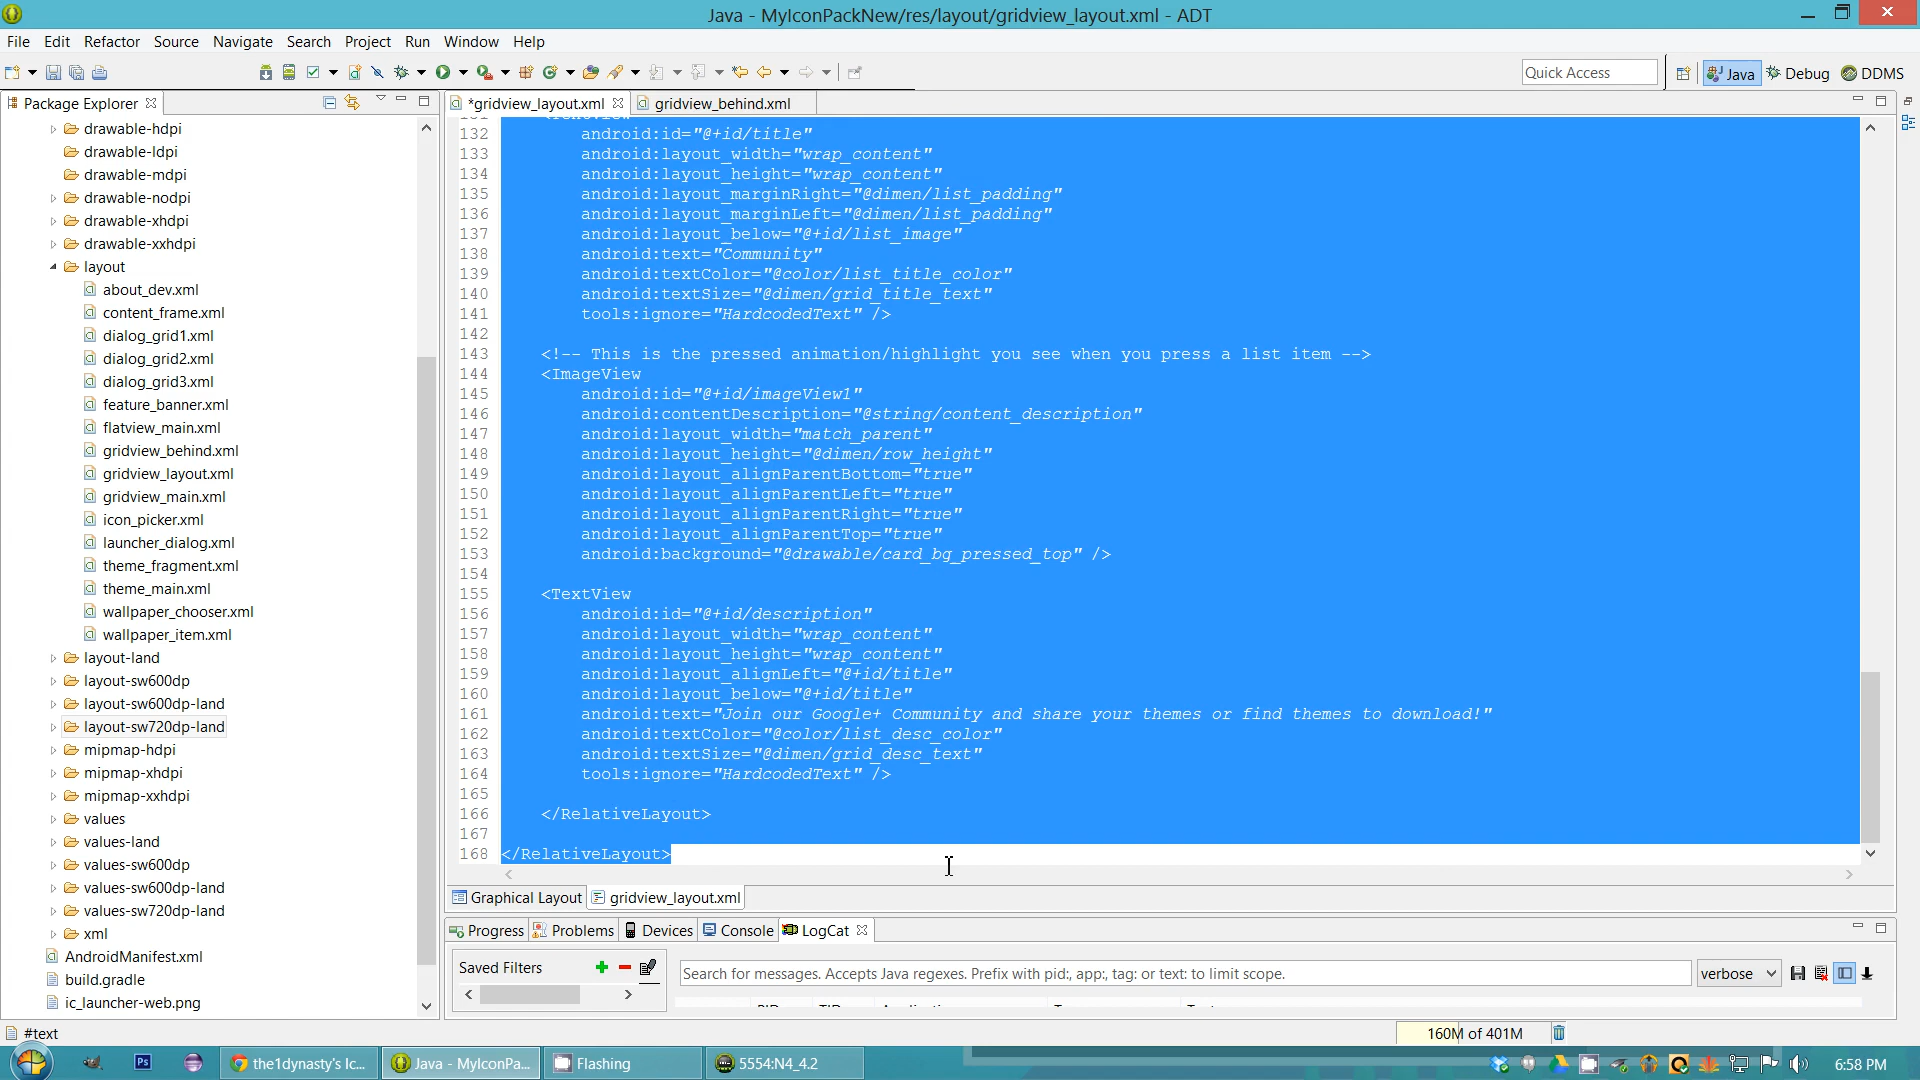 Java - MyIconPackNew/res/layout/gridview_layout.xml - ADT
File Edit Refactor Source Navigate Search Project Run Window Help
Quick Access
Java
Debug
DDMS
Package Explorer
*gridview_layout.xml
gridview_behind.xml
drawable-hdpi
drawable-ldpi
drawable-mdpi
drawable-nodpi
drawable-xhdpi
drawable-xxhdpi
layout
about_dev.xml
content_frame.xml
dialog_grid1.xml
dialog_grid2.xml
dialog_grid3.xml
feature_banner.xml
flatview_main.xml
gridview_behind.xml
gridview_layout.xml
gridview_main.xml
icon_picker.xml
launcher_dialog.xml
theme_fragment.xml
theme_main.xml
wallpaper_chooser.xml
wallpaper_item.xml
layout-land
layout-sw600dp
layout-sw600dp-land
layout-sw720dp-land
mipmap-hdpi
mipmap-xhdpi
mipmap-xxhdpi
values
values-land
values-sw600dp
values-sw600dp-land
values-sw720dp-land
xml
AndroidManifest.xml
build.gradle
ic_launcher-web.png
131 <TextView
132 android:id="@+id/title"
133 android:layout_width="wrap_content"
134 android:layout_height="wrap_content"
135 android:layout_marginRight="@dimen/list_padding"
136 android:layout_marginLeft="@dimen/list_padding"
137 android:layout_below="@+id/list_image"
138 android:text="Community"
139 android:textColor="@color/list_title_color"
140 android:textSize="@dimen/grid_title_text"
141 tools:ignore="HardcodedText" />
142
143 <!-- This is the pressed animation/highlight you see when you press a list item -->
144 <ImageView
145 android:id="@+id/imageView1"
146 android:contentDescription="@string/content_description"
147 android:layout_width="match_parent"
148 android:layout_height="@dimen/row_height"
149 android:layout_alignParentBottom="true"
150 android:layout_alignParentLeft="true"
151 android:layout_alignParentRight="true"
152 android:layout_alignParentTop="true"
153 android:background="@drawable/card_bg_pressed_top" />
154
155 <TextView
156 android:id="@+id/description"
157 android:layout_width="wrap_content"
158 android:layout_height="wrap_content"
159 android:layout_alignLeft="@+id/title"
160 android:layout_below="@+id/title"
161 android:text="Join our Google+ Community and share your themes or find themes to download!"
162 android:textColor="@color/list_desc_color"
163 android:textSize="@dimen/grid_desc_text"
164 tools:ignore="HardcodedText" />
165
166 </RelativeLayout>
167
168 </RelativeLayout>
Graphical Layout
gridview_layout.xml
Progress Problems Devices Console LogCat
Saved Filters
Search for messages. Accepts Java regexes. Prefix with pid:, app:, tag: or text: to limit scope.
verbose
#text
160M of 401M
Ps
the1dynasty's Ic...
Java - MyIconPa...
Flashing
5554:N4_4.2
6:58 PM